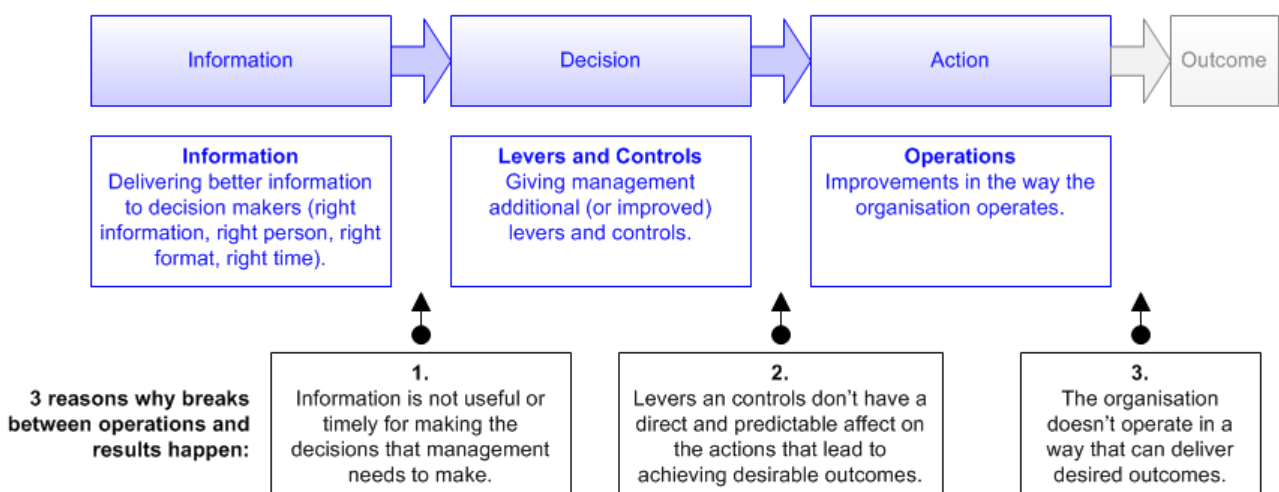 Information
Decision
Action
Outcome
Information
Delivering better information
to decision makers (right
information, right person, right
format, right time).
Levers and Controls
Giving management
additional (or improved)
levers and controls.
Operations
Improvements in the way the
organisation operates.
3 reasons why breaks
between operations and
results happen:
1.
Information is not useful or
timely for making the
decisions that management
needs to make.
2.
Levers an controls don't have a
direct and predictable affect on
the actions that lead to
achieving desirable outcomes.
3.
The organisation
doesn't operate in a
way that can deliver
desired outcomes.